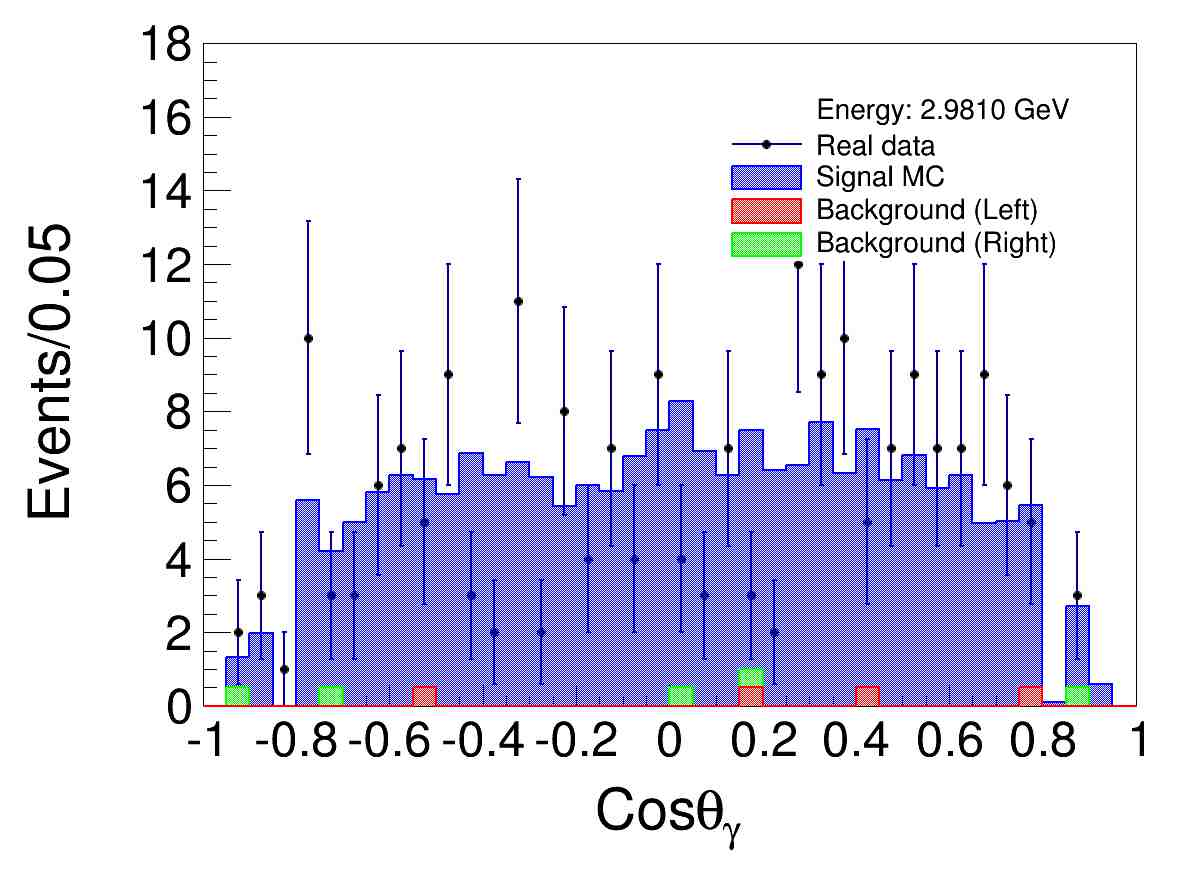 18
16
14
12
10
8
6
4
2
0
Events/0.05
Energy: 2.9810 GeV
Real data
Signal MC
Background (Left)
Background (Right)
-1 -0.8 -0.6 -0.4 -0.2 0 0.2 0.4 0.6 0.8 1
Cosθγ